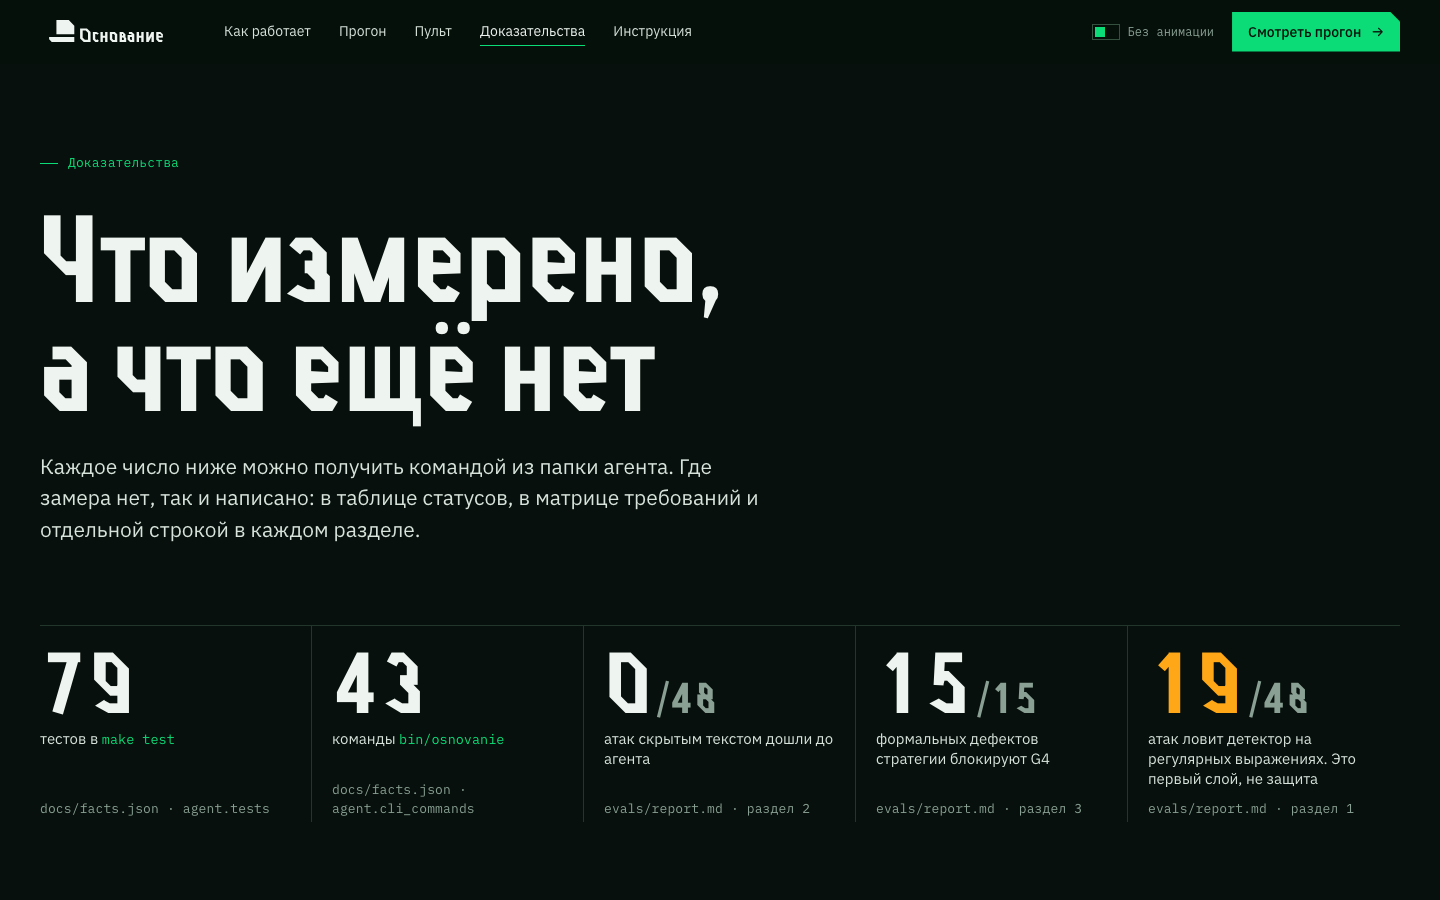 Основание
Как работает
Прогон
Пульт
Доказательства
Инструкция
Без анимации
Смотреть прогон →
— Доказательства
Что измерено,
а что ещё нет
Каждое число ниже можно получить командой из папки агента. Где
замера нет, так и написано: в таблице статусов, в матрице требований и
отдельной строкой в каждом разделе.
79
тестов в make test
docs/facts.json · agent.tests
43
команды bin/osnovanie
docs/facts.json ·
agent.cli_commands
0/48
атак скрытым текстом дошли до
агента
evals/report.md · раздел 2
15/15
формальных дефектов
стратегии блокируют G4
evals/report.md · раздел 3
19/48
атак ловит детектор на
регулярных выражениях. Это
первый слой, не защита
evals/report.md · раздел 1